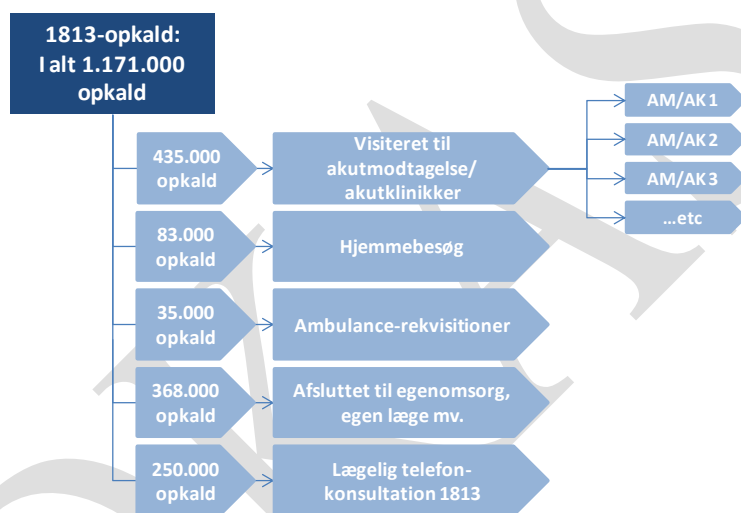 1813-opkald:
I alt 1.171.000
opkald
435.000
opkald
Visiteret til
akutmodtagelse/
akutklinikker
AM/AK 1
AM/AK 2
AM/AK 3
...etc
83.000
opkald
Hjemmebesøg
35.000
opkald
Ambulance-rekvisitioner
368.000
opkald
Afsluttet til egenomsorg,
egen læge mv.
250.000
opkald
Lægelig telefon-
konsultation 1813